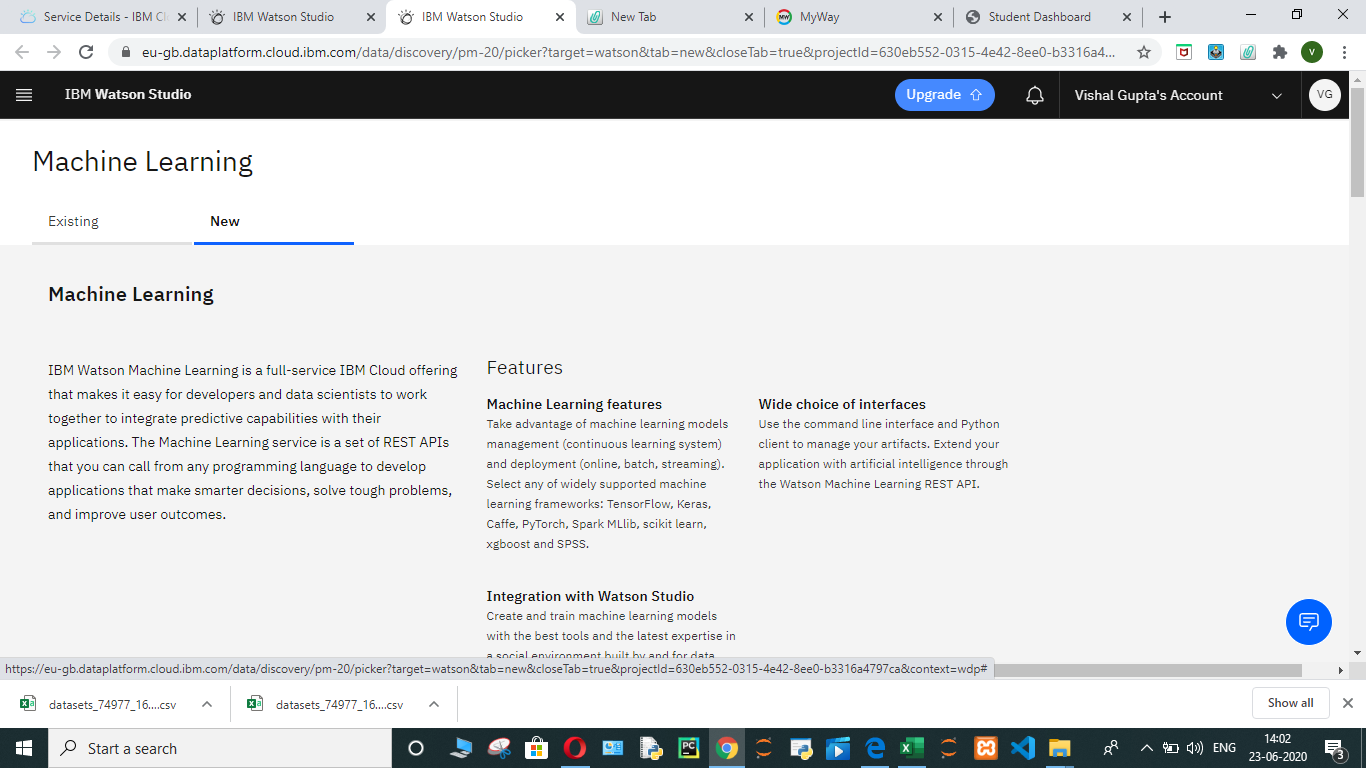 Service Details - IBM Cl
IBM Watson Studio
IBM Watson Studio
New Tab
MyWay
Student Dashboard
eu-gb.dataplatform.cloud.ibm.com/data/discovery/pm-20/picker?target=watson&tab=new&closeTab=true&projectId=630eb552-0315-4e42-8ee0-b3316a4...
V
IBM Watson Studio
Upgrade
Vishal Gupta's Account
VG
Machine Learning
Existing
New
Machine Learning
IBM Watson Machine Learning is a full-service IBM Cloud offering
that makes it easy for developers and data scientists to work
together to integrate predictive capabilities with their
applications. The Machine Learning service is a set of REST APIs
that you can call from any programming language to develop
applications that make smarter decisions, solve tough problems,
and improve user outcomes.
Features
Machine Learning features
Take advantage of machine learning models
management (continuous learning system)
and deployment (online, batch, streaming).
Select any of widely supported machine
learning frameworks: TensorFlow, Keras,
Caffe, PyTorch, Spark MLlib, scikit learn,
xgboost and SPSS.
Wide choice of interfaces
Use the command line interface and Python
client to manage your artifacts. Extend your
application with artificial intelligence through
the Watson Machine Learning REST API.
Integration with Watson Studio
Create and train machine learning models
with the best tools and the latest expertise in
a social environment built by and for data
https://eu-gb.dataplatform.cloud.ibm.com/data/discovery/pm-20/picker?target=watson&tab=new&closeTab=true&projectId=630eb552-0315-4e42-8ee0-b3316a4797ca&context=wdp#
datasets_74977_16....csv
datasets_74977_16....csv
Show all
Start a search
PC
ENG
14:02
23-06-2020
3